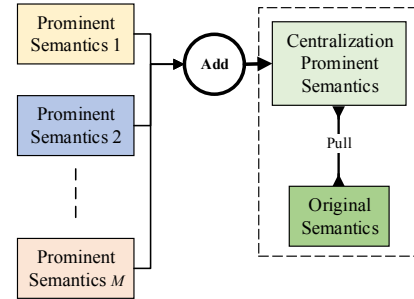 Prominent
Semantics 1
Prominent
Semantics 2
Prominent
Semantics M
Add
Centralization
Prominent
Semantics
Pull
Original
Semantics